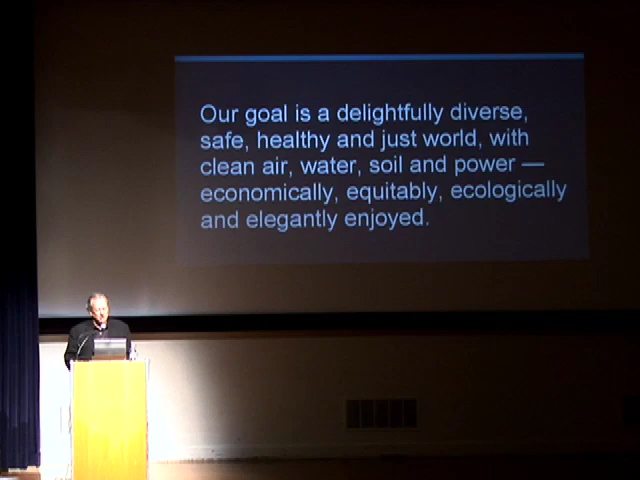 Our goal is a delightfully diverse,
safe, healthy and just world, with
clean air, water, soil and power —
economically, equitably, ecologically
and elegantly enjoyed.